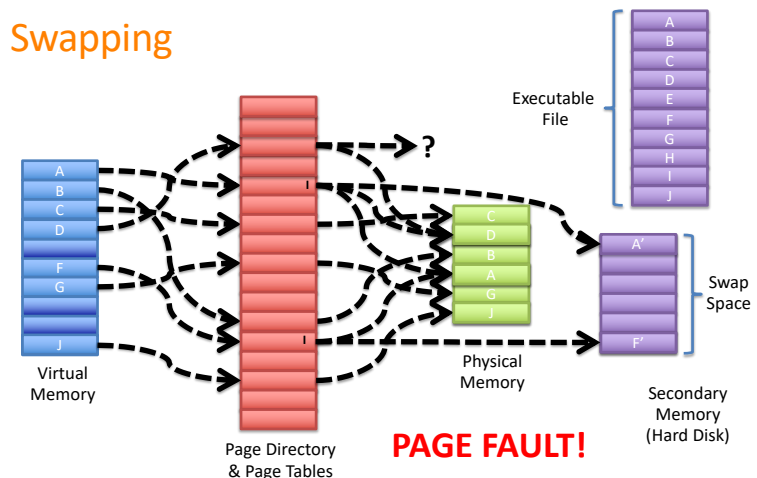 Swapping
Executable
File
A
B
C
D
E
F
G
H
I
J
?
A
B
C
D
F
G
J
Virtual
Memory
I
I
Page Directory
& Page Tables
C
D
B
A
G
J
Physical
Memory
A’
F’
Swap
Space
Secondary
Memory
(Hard Disk)
PAGE FAULT!